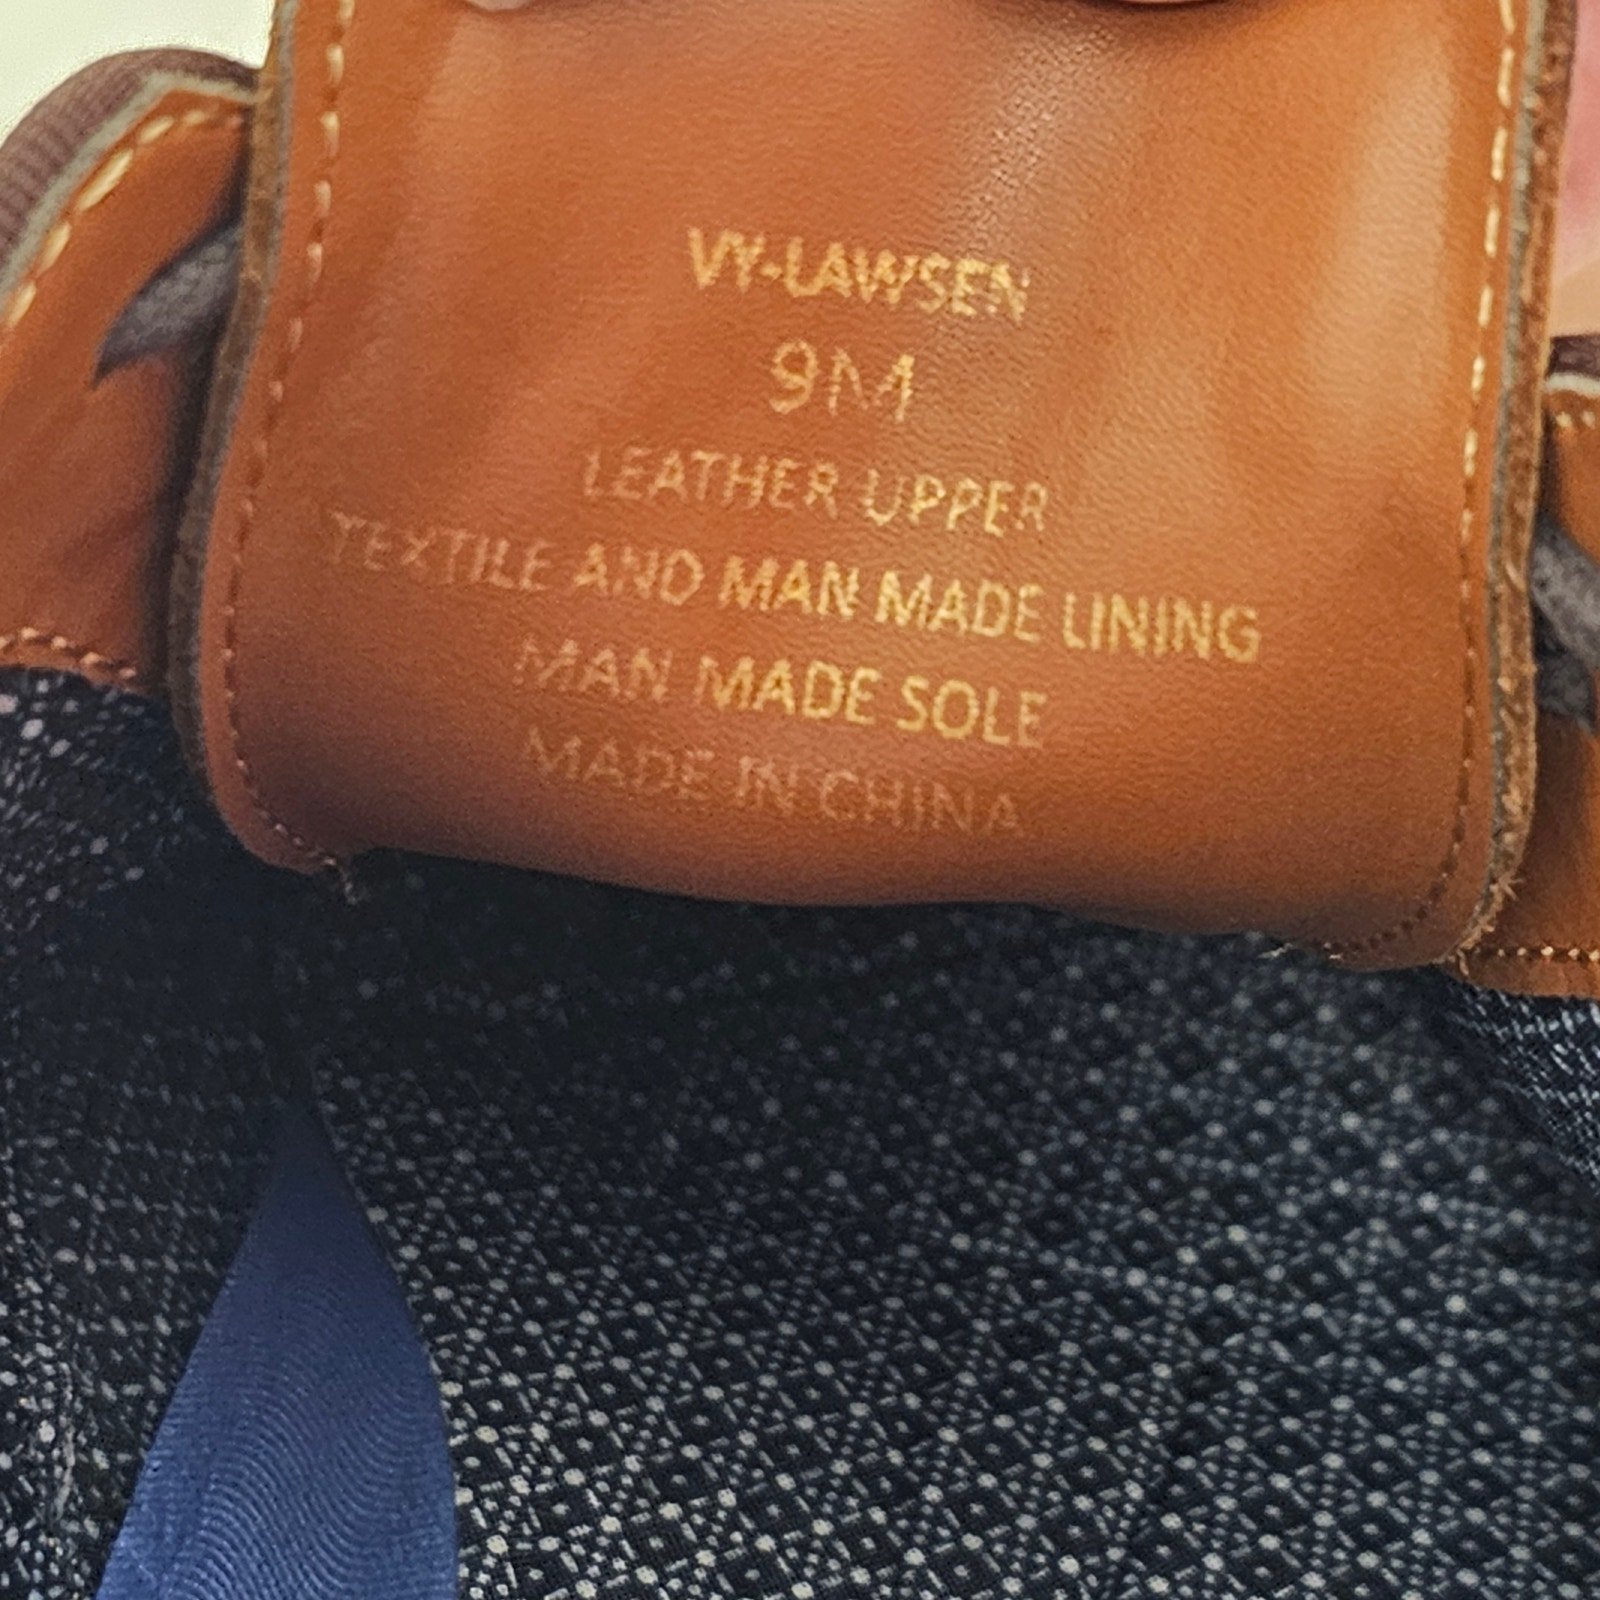 VY-LAWSEN
9M
LEATHER UPPER
TEXTILE AND MAN MADE LINING
MAN MADE SOLE
MADE IN CHINA